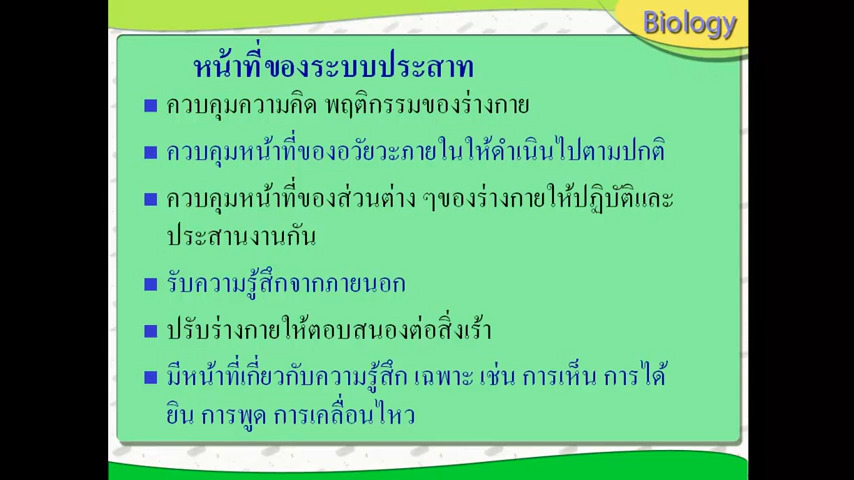 Biology
หน้าที่ของระบบประสาท
ควบคุมความคิด พฤติกรรมของร่างกาย
ควบคุมหน้าที่ของอวัยวะภายในให้ดำเนินไปตามปกติ
ควบคุมหน้าที่ของส่วนต่าง ๆของร่างกายให้ปฏิบัติและ
ประสานงานกัน
รับความรู้สึกจากภายนอก
ปรับร่างกายให้ตอบสนองต่อสิ่งเร้า
มีหน้าที่เกี่ยวกับความรู้สึก เฉพาะ เช่น การเห็น การได้
ยิน การพูด การเคลื่อนไหว